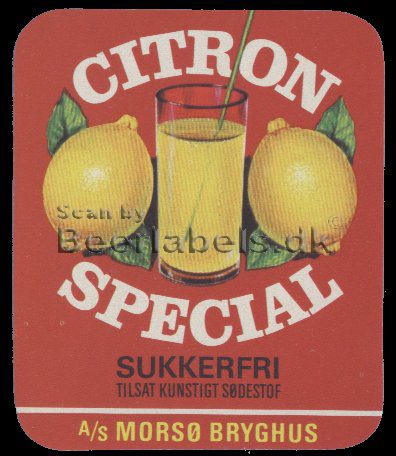 CITRON
Scan by
Beerlabels.dk
SPECIAL
SUKKERFRI
TILSAT KUNSTIGT SØDESTOF
A/S MORSØ BRYGHUS